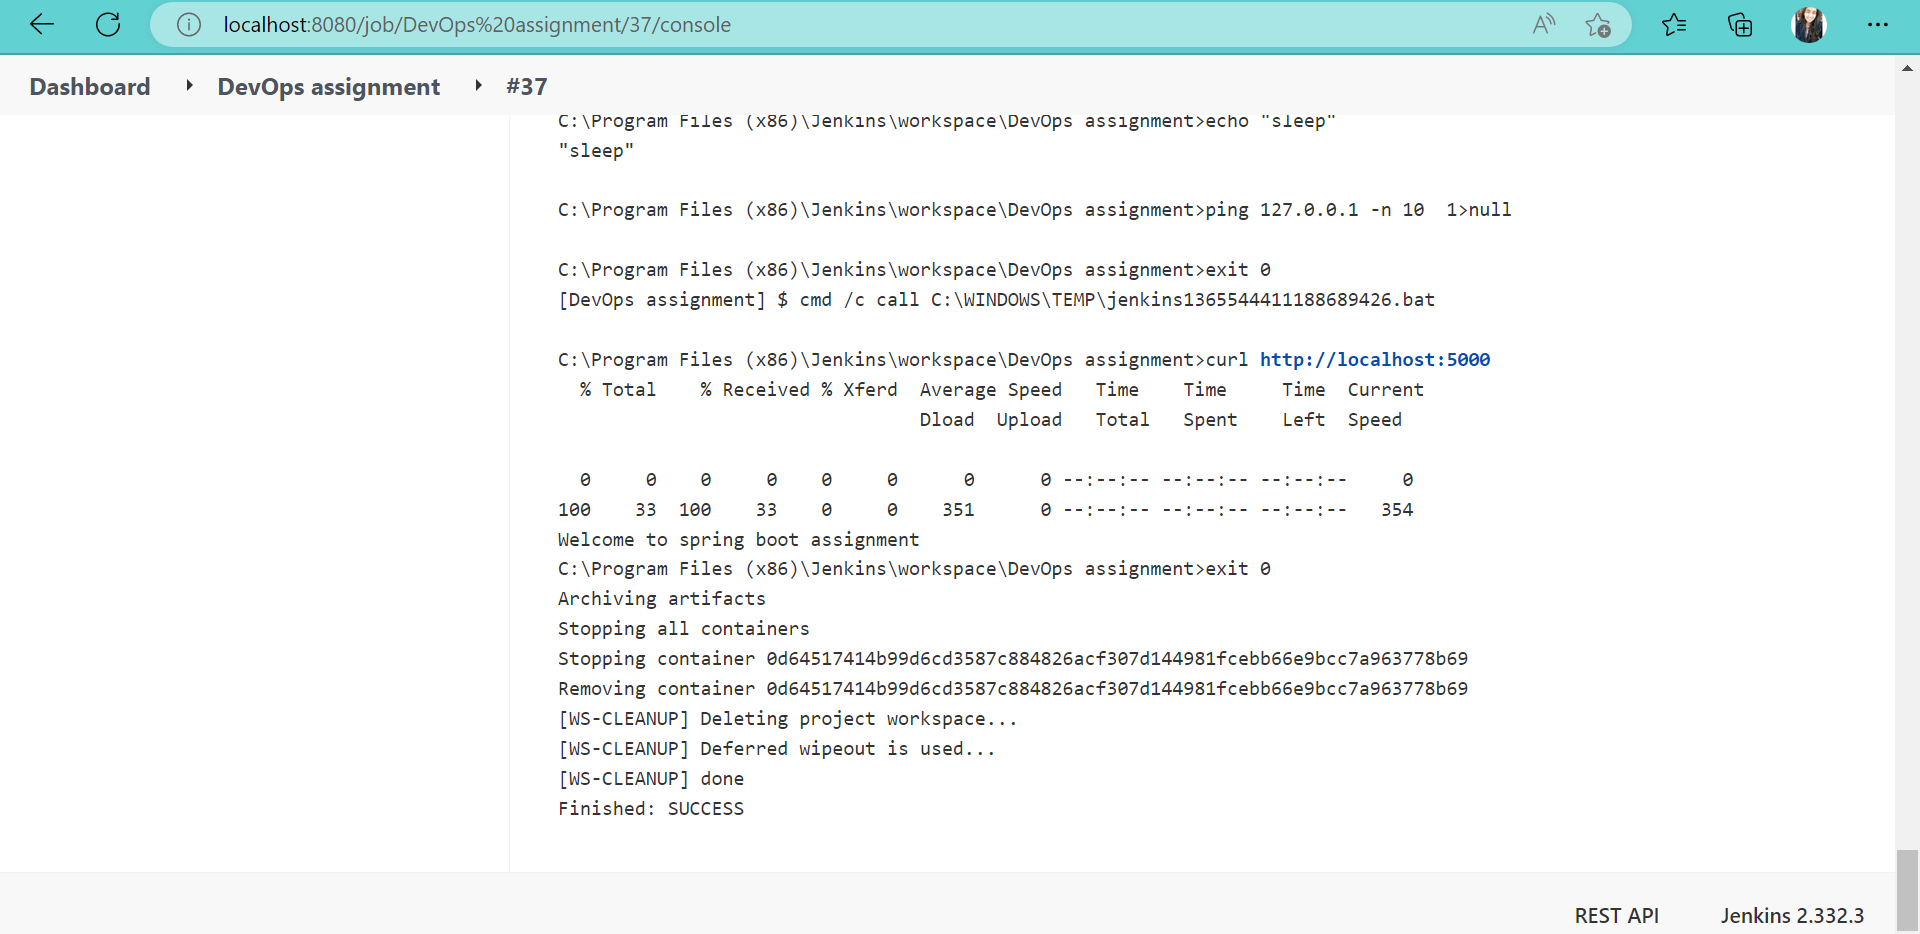 localhost:8080/job/DevOps%20assignment/37/console
Dashboard DevOps assignment #37
C:\Program Files (x86)\Jenkins\workspace\DevOps assignment>echo "sleep"
"sleep"
C:\Program Files (x86)\Jenkins\workspace\DevOps assignment>ping 127.0.0.1 -n 10  1>null
C:\Program Files (x86)\Jenkins\workspace\DevOps assignment>exit 0
[DevOps assignment] $ cmd /c call C:\WINDOWS\TEMP\jenkins1365544411188689426.bat
C:\Program Files (x86)\Jenkins\workspace\DevOps assignment>curl http://localhost:5000
  % Total    % Received % Xferd  Average Speed   Time    Time     Time  Current
                                 Dload  Upload   Total   Spent    Left  Speed
  0     0    0     0    0     0      0      0 --:--:-- --:--:-- --:--:--     0
100    33  100    33    0     0    351      0 --:--:-- --:--:-- --:--:--   354
Welcome to spring boot assignment
C:\Program Files (x86)\Jenkins\workspace\DevOps assignment>exit 0
Archiving artifacts
Stopping all containers
Stopping container 0d64517414b99d6cd3587c884826acf307d144981fcebb66e9bcc7a963778b69
Removing container 0d64517414b99d6cd3587c884826acf307d144981fcebb66e9bcc7a963778b69
[WS-CLEANUP] Deleting project workspace...
[WS-CLEANUP] Deferred wipeout is used...
[WS-CLEANUP] done
Finished: SUCCESS
REST API Jenkins 2.332.3